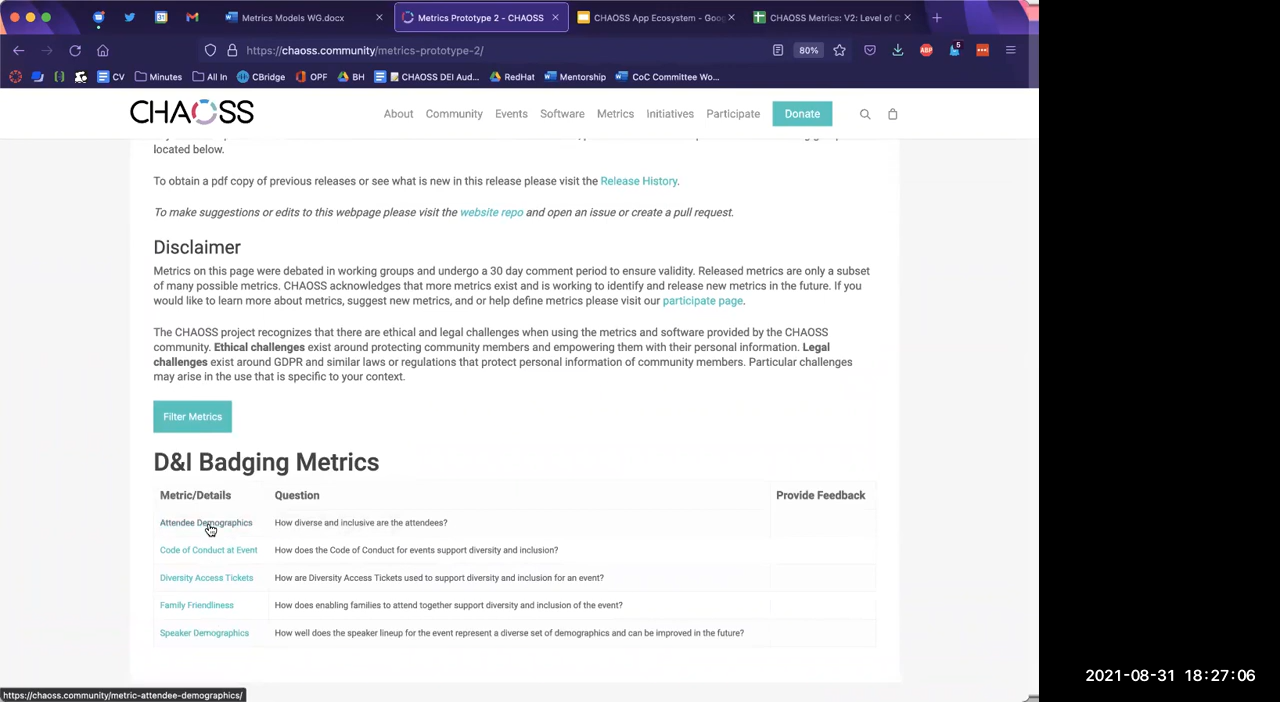 Metrics Models WG.docx
Metrics Prototype 2 - CHAOSS
CHAOSS App Ecosystem - Goo
CHAOSS Metrics: V2: Level of C
https://chaoss.community/metrics-prototype-2/
80%
5
ABP
CV
Minutes
All In
CBridge
OPF
BH
CHAOSS DEI Aud...
RedHat
Mentorship
CoC Committee Wo...
CHAOSS
About
Community
Events
Software
Metrics
Initiatives
Participate
Donate
located below.
To obtain a pdf copy of previous releases or see what is new in this release please visit the Release History.
To make suggestions or edits to this webpage please visit the website repo and open an issue or create a pull request.
Disclaimer
Metrics on this page were debated in working groups and undergo a 30 day comment period to ensure validity. Released metrics are only a subset
of many possible metrics. CHAOSS acknowledges that more metrics exist and is working to identify and release new metrics in the future. If you
would like to learn more about metrics, suggest new metrics, and or help define metrics please visit our participate page.
The CHAOSS project recognizes that there are ethical and legal challenges when using the metrics and software provided by the CHAOSS
community. Ethical challenges exist around protecting community members and empowering them with their personal information. Legal
challenges exist around GDPR and similar laws or regulations that protect personal information of community members. Particular challenges
may arise in the use that is specific to your context.
Filter Metrics
D&I Badging Metrics
Metric/Details Question Provide Feedback
Attendee Demographics How diverse and inclusive are the attendees?
Code of Conduct at Event How does the Code of Conduct for events support diversity and inclusion?
Diversity Access Tickets How are Diversity Access Tickets used to support diversity and inclusion for an event?
Family Friendliness How does enabling families to attend together support diversity and inclusion of the event?
Speaker Demographics How well does the speaker lineup for the event represent a diverse set of demographics and can be improved in the future?
https://chaoss.community/metric-attendee-demographics/
2021-08-31 18:27:06